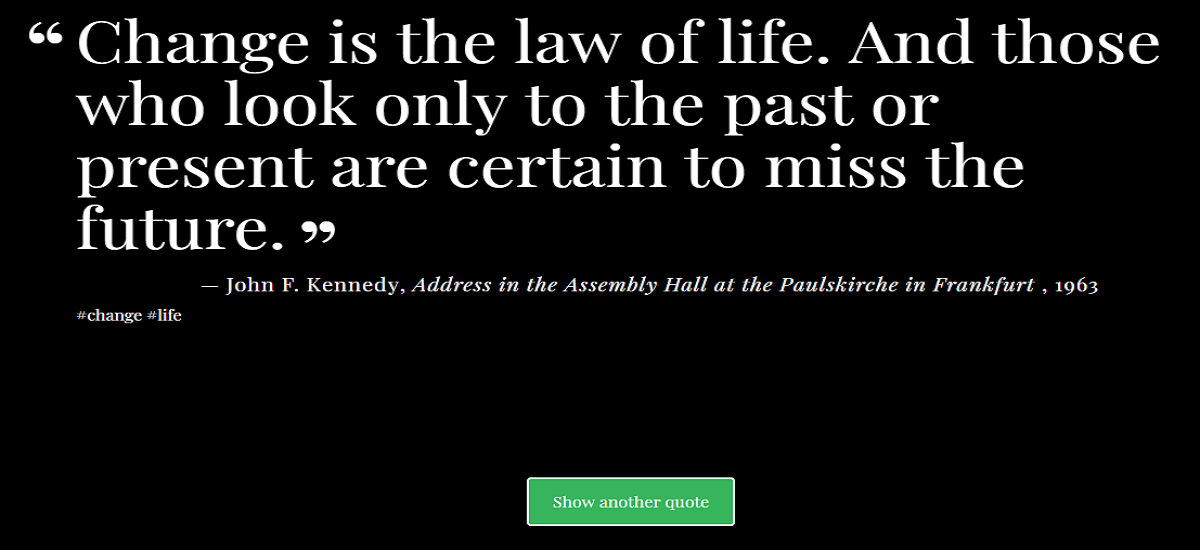 “ Change is the law of life. And those
who look only to the past or
present are certain to miss the
future. ”
— John F. Kennedy, Address in the Assembly Hall at the Paulskirche in Frankfurt , 1963
#change #life
Show another quote